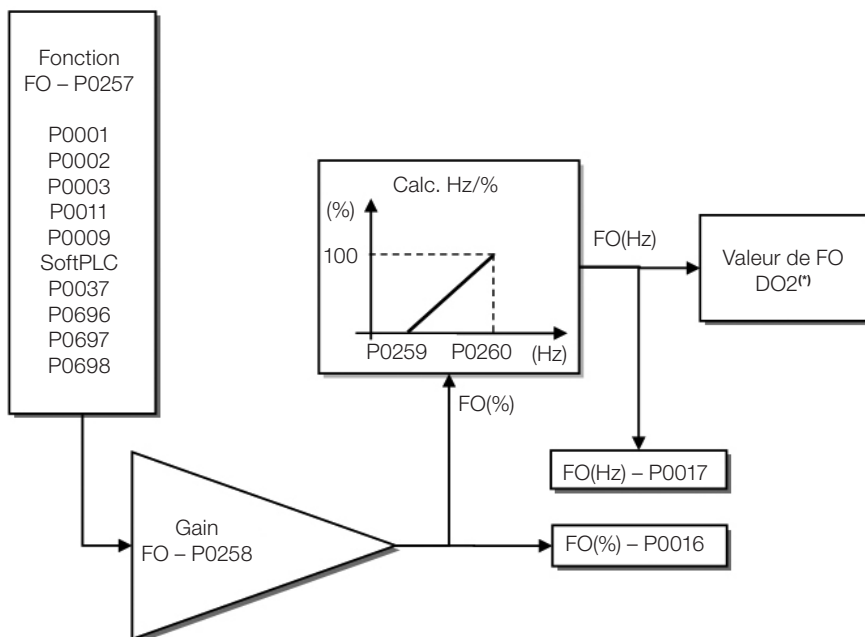 Fonction
FO – P0257
P0001
P0002
P0003
P0011
P0009
SoftPLC
P0037
P0696
P0697
P0698
Gain
FO – P0258
Calc. Hz/%
(%)
100
P0259 P0260 (Hz)
FO(%)
FO(Hz)
Valeur de FO
DO2(*)
FO(Hz) – P0017
FO(%) – P0016